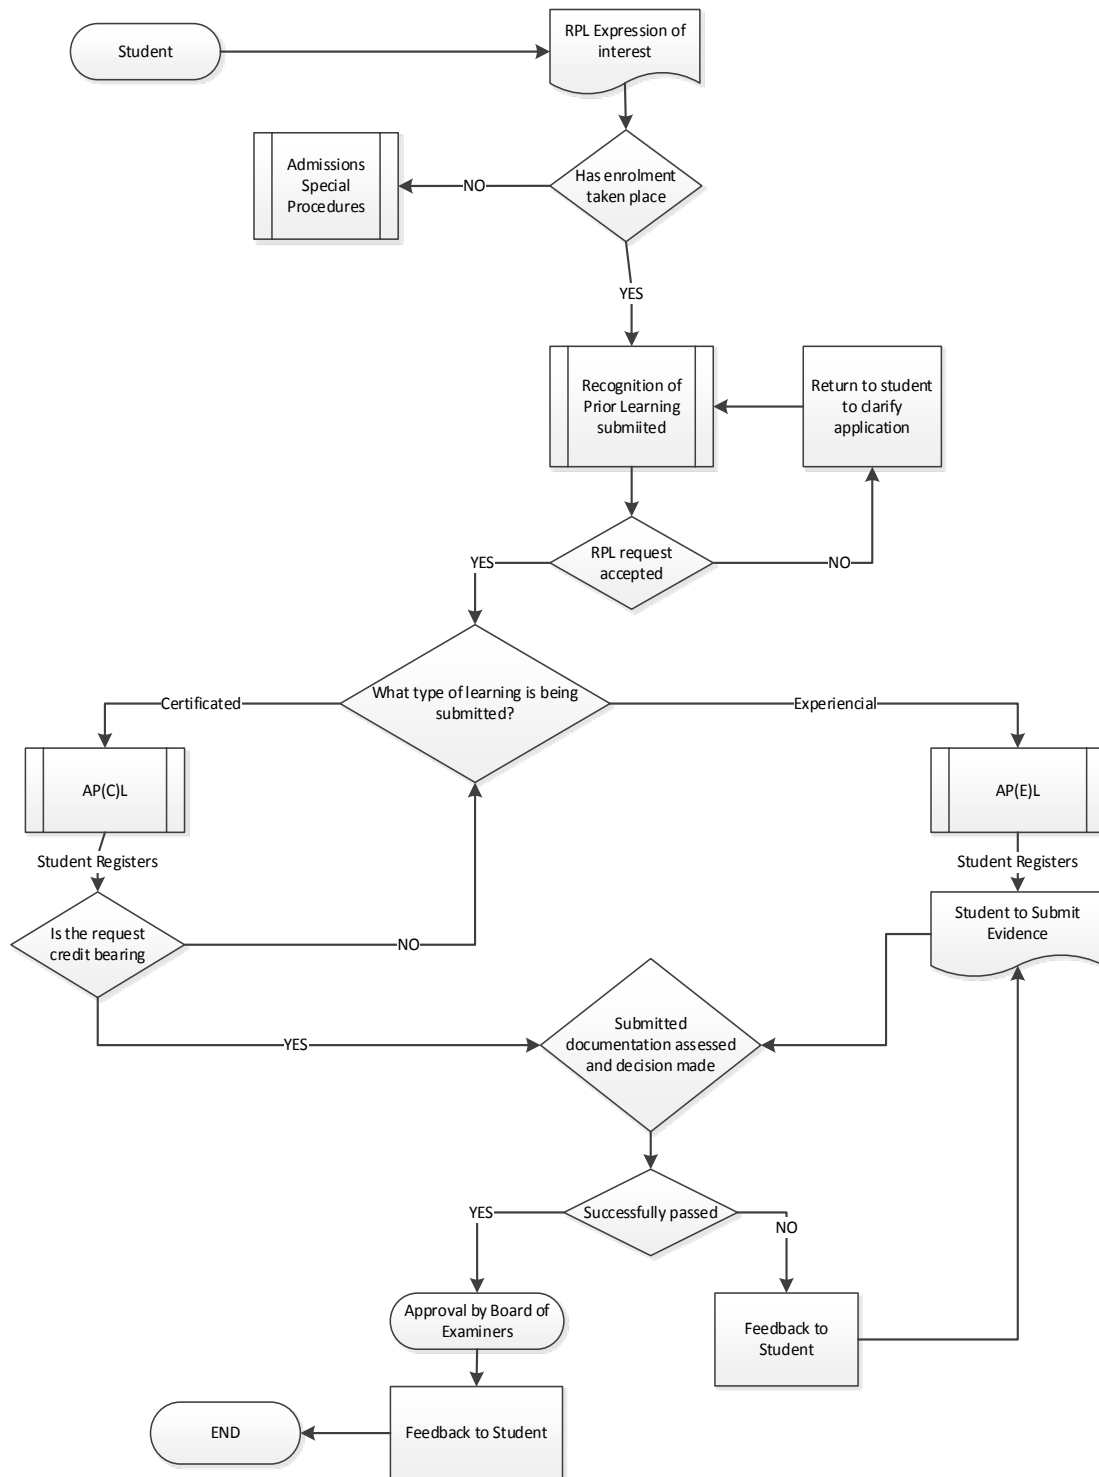 Student
RPL Expression of
interest
Admissions
Special
Procedures
NO
Has enrolment
taken place
YES
Recognition of
Prior Learning
submiited
Return to student
to clarify
application
RPL request
accepted
YES
NO
What type of learning is being
submitted?
Certificated
Experiencial
AP(C)L
AP(E)L
Student Registers
Student Registers
Is the request
credit bearing
NO
Student to Submit
Evidence
YES
Submitted
documentation assessed
and decision made
Successfully passed
YES
NO
Approval by Board of
Examiners
Feedback to
Student
END
Feedback to Student